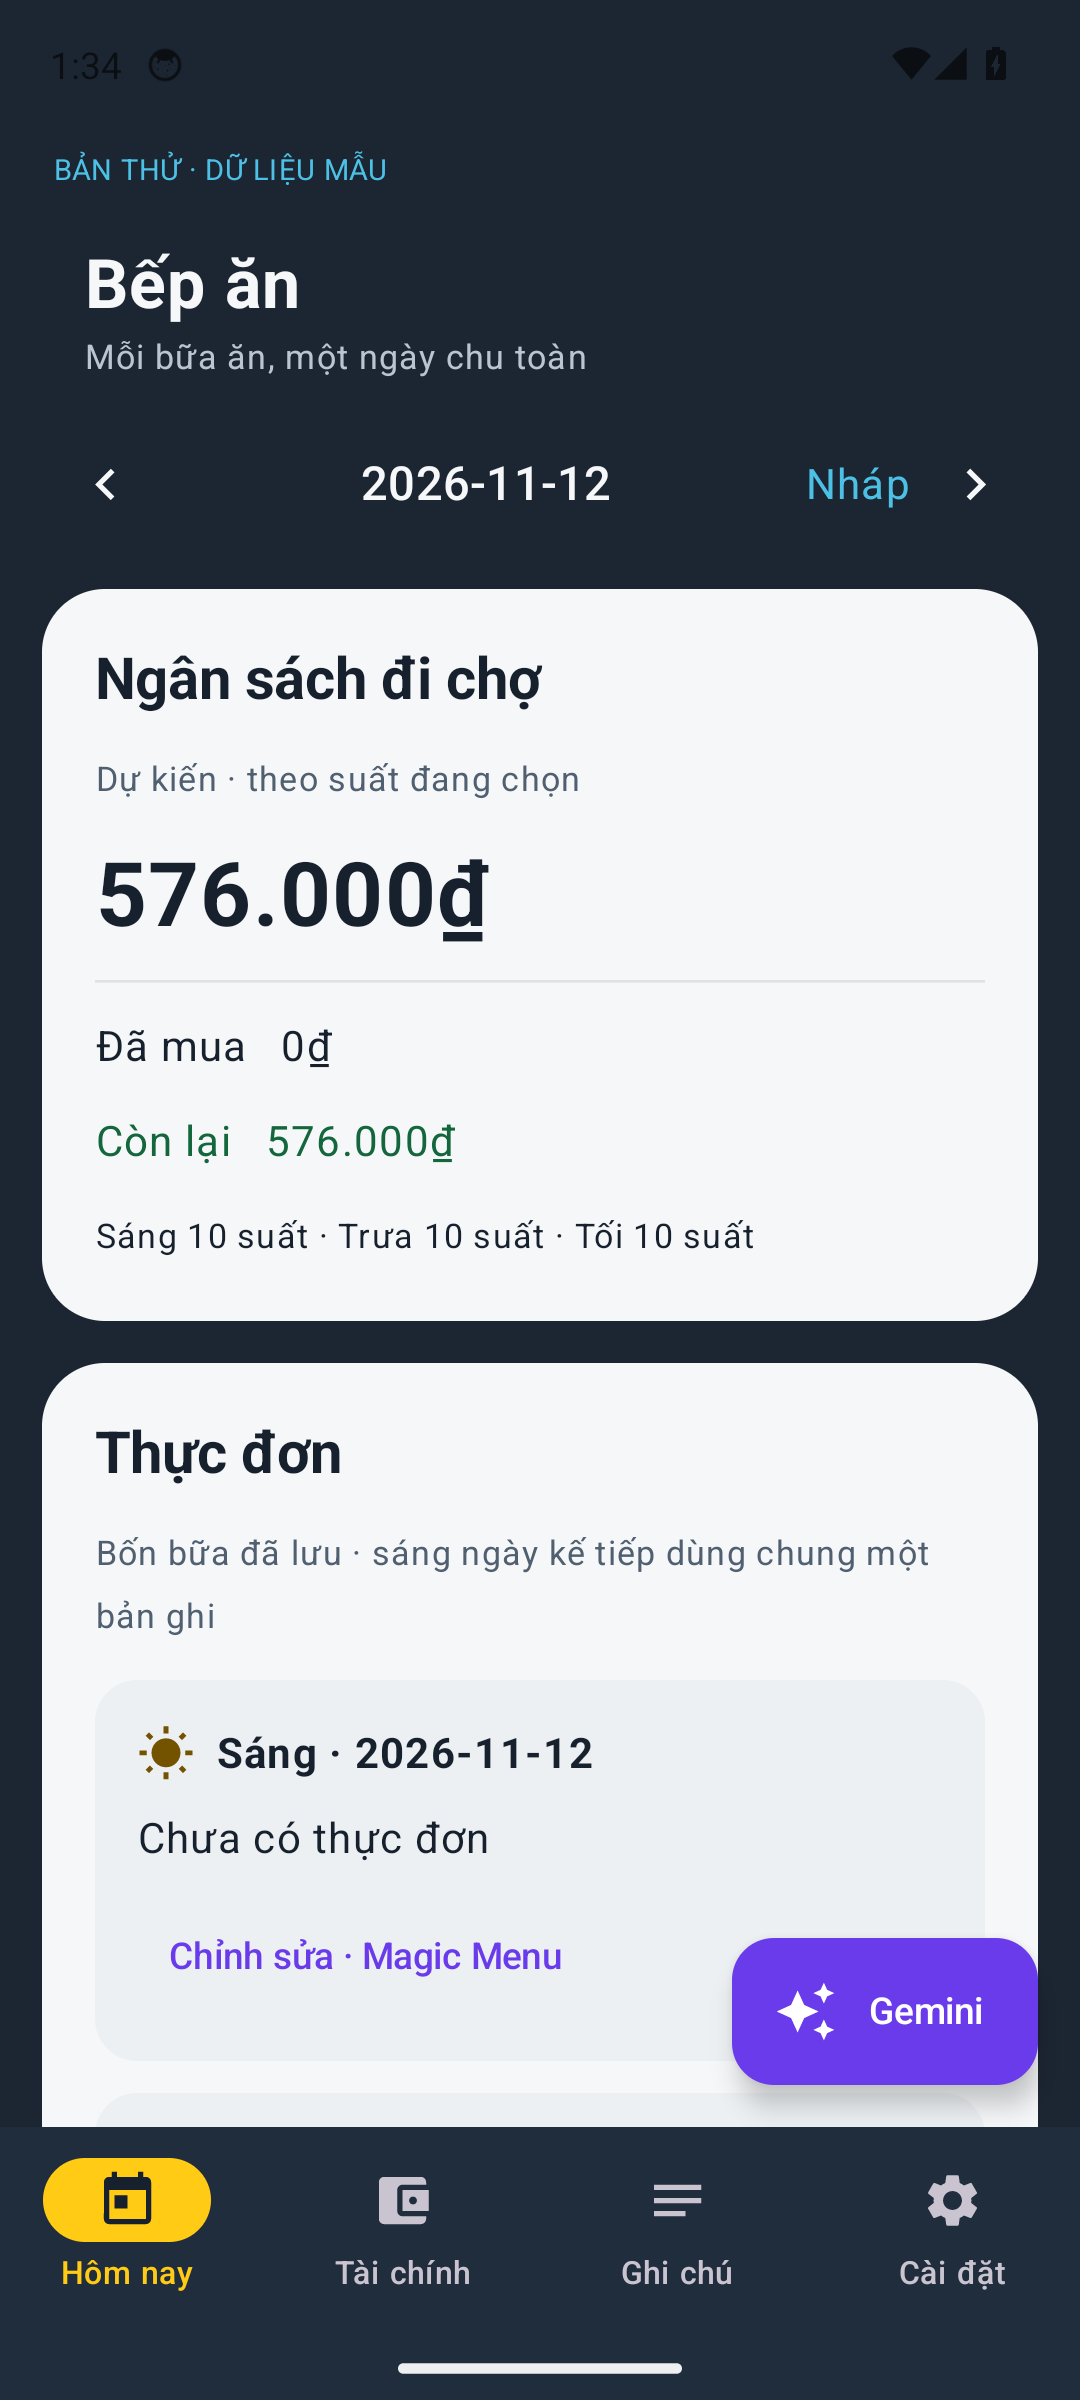 1:34
BẢN THỬ · DỮ LIỆU MẪU
Bếp ăn
Mỗi bữa ăn, một ngày chu toàn
2026-11-12
Nháp
Ngân sách đi chợ
Dự kiến · theo suất đang chọn
576.000₫
Đã mua 0₫
Còn lại 576.000₫
Sáng 10 suất · Trưa 10 suất · Tối 10 suất
Thực đơn
Bốn bữa đã lưu · sáng ngày kế tiếp dùng chung một
bản ghi
Sáng · 2026-11-12
Chưa có thực đơn
Chỉnh sửa · Magic Menu
Gemini
Hôm nay
Tài chính
Ghi chú
Cài đặt